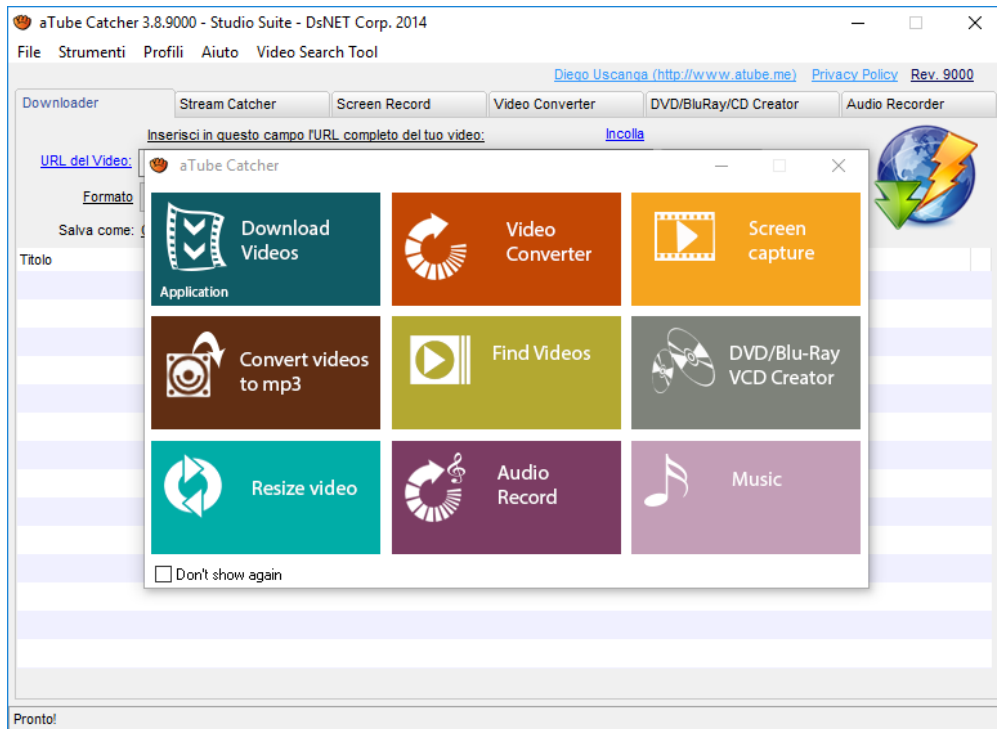 aTube Catcher 3.8.9000 - Studio Suite - DsNET Corp. 2014
File Strumenti Profili Aiuto Video Search Tool
Diego Uscanga (http://www.atube.me) Privacy Policy Rev. 9000
Downloader Stream Catcher Screen Record Video Converter DVD/BluRay/CD Creator Audio Recorder
Inserisci in questo campo l'URL completo del tuo video: Incolla
URL del Video:
aTube Catcher
Formato
Salva come:
Titolo
Download
Videos
Application
Video
Converter
Screen
capture
Convert videos
to mp3
Find Videos
DVD/Blu-Ray
VCD Creator
Resize video
Audio
Record
Music
Don't show again
Pronto!